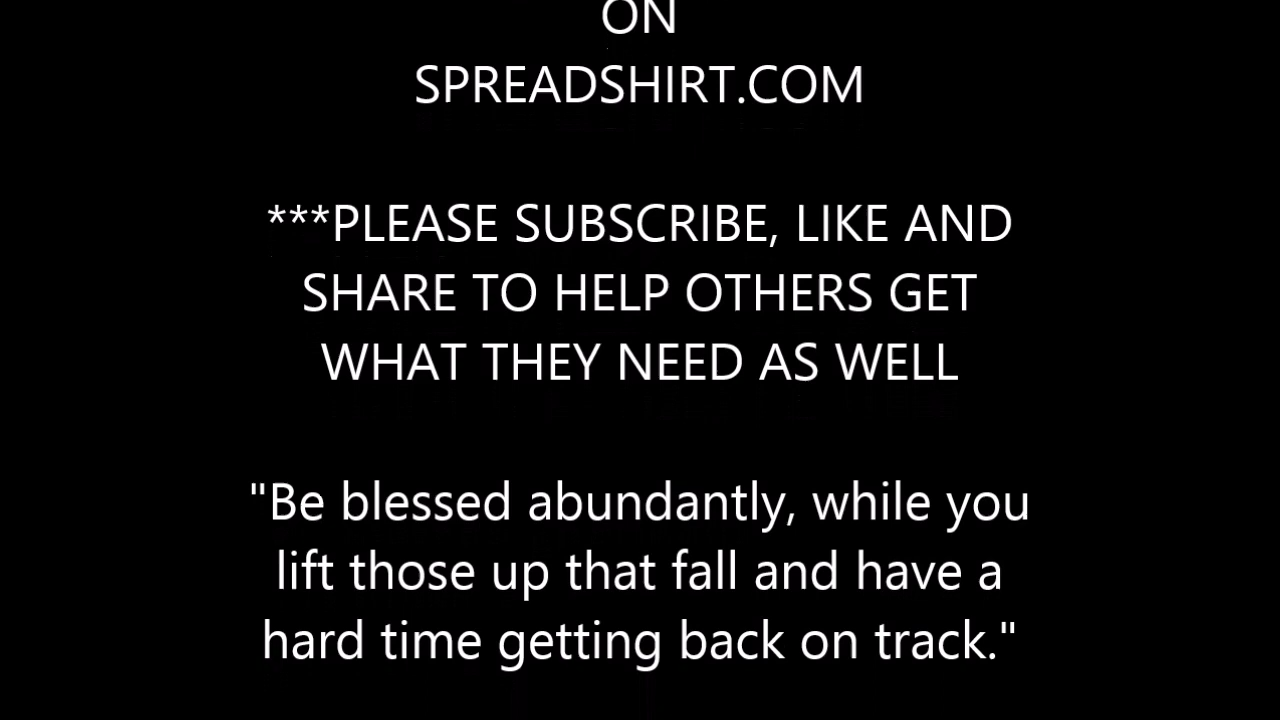 ON
SPREADSHIRT.COM
***PLEASE SUBSCRIBE, LIKE AND
SHARE TO HELP OTHERS GET
WHAT THEY NEED AS WELL
"Be blessed abundantly, while you
lift those up that fall and have a
hard time getting back on track."